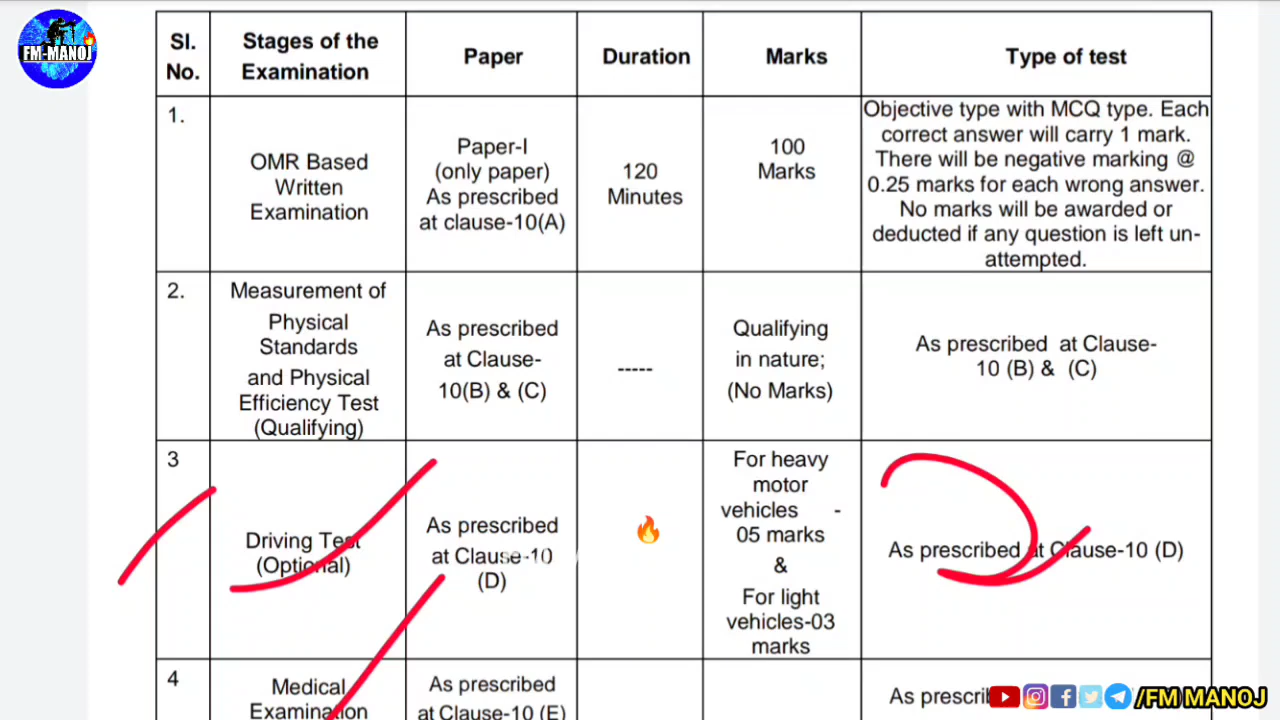 FM-MANOJ
Sl.
No.
Stages of the
Examination
Paper
Duration
Marks
Type of test
1.
OMR Based
Written
Examination
Paper-I
(only paper)
As prescribed
at clause-10(A)
120
Minutes
100
Marks
Objective type with MCQ type. Each
correct answer will carry 1 mark.
There will be negative marking @
0.25 marks for each wrong answer.
No marks will be awarded or
deducted if any question is left un-
attempted.
2.
Measurement of
Physical
Standards
and Physical
Efficiency Test
(Qualifying)
As prescribed
at Clause-
10(B) & (C)
-----
Qualifying
in nature;
(No Marks)
As prescribed at Clause-
10 (B) & (C)
3
Driving Test
(Optional)
As prescribed
at Clause-10
(D)
For heavy
motor
vehicles -
05 marks
&
For light
vehicles-03
marks
As prescribed at Clause-10 (D)
4
Medical
Examination
As prescribed
at Clause-10 (E)
As
/FM MANOJ